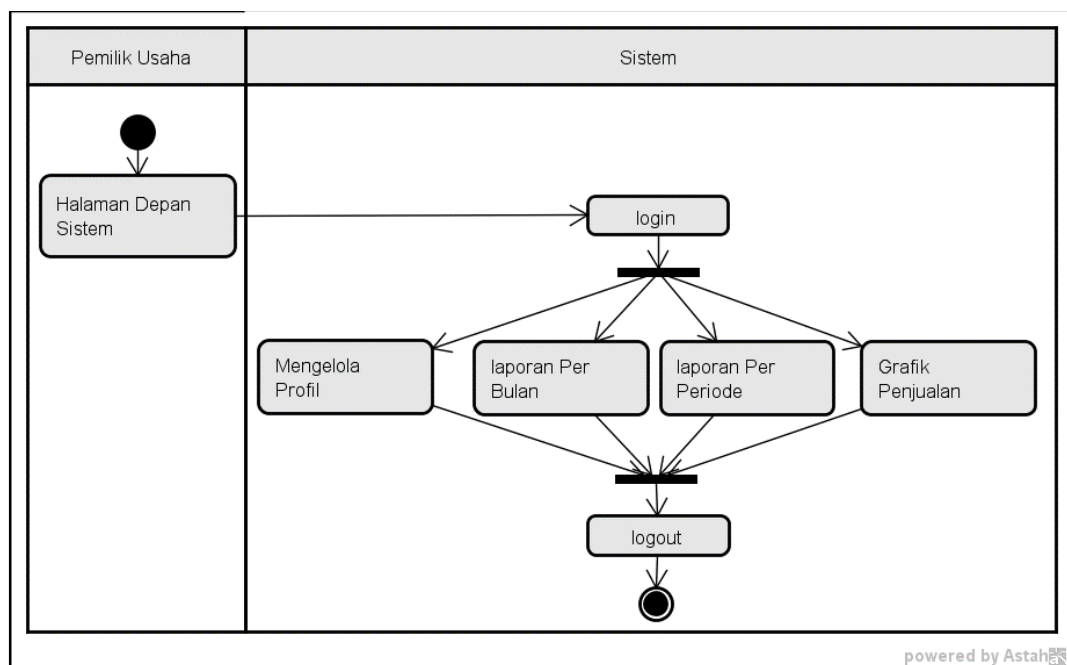 Pemilik Usaha
Sistem
Halaman Depan
Sistem
login
Mengelola
Profil
laporan Per
Bulan
laporan Per
Periode
Grafik
Penjualan
logout
powered by Astah